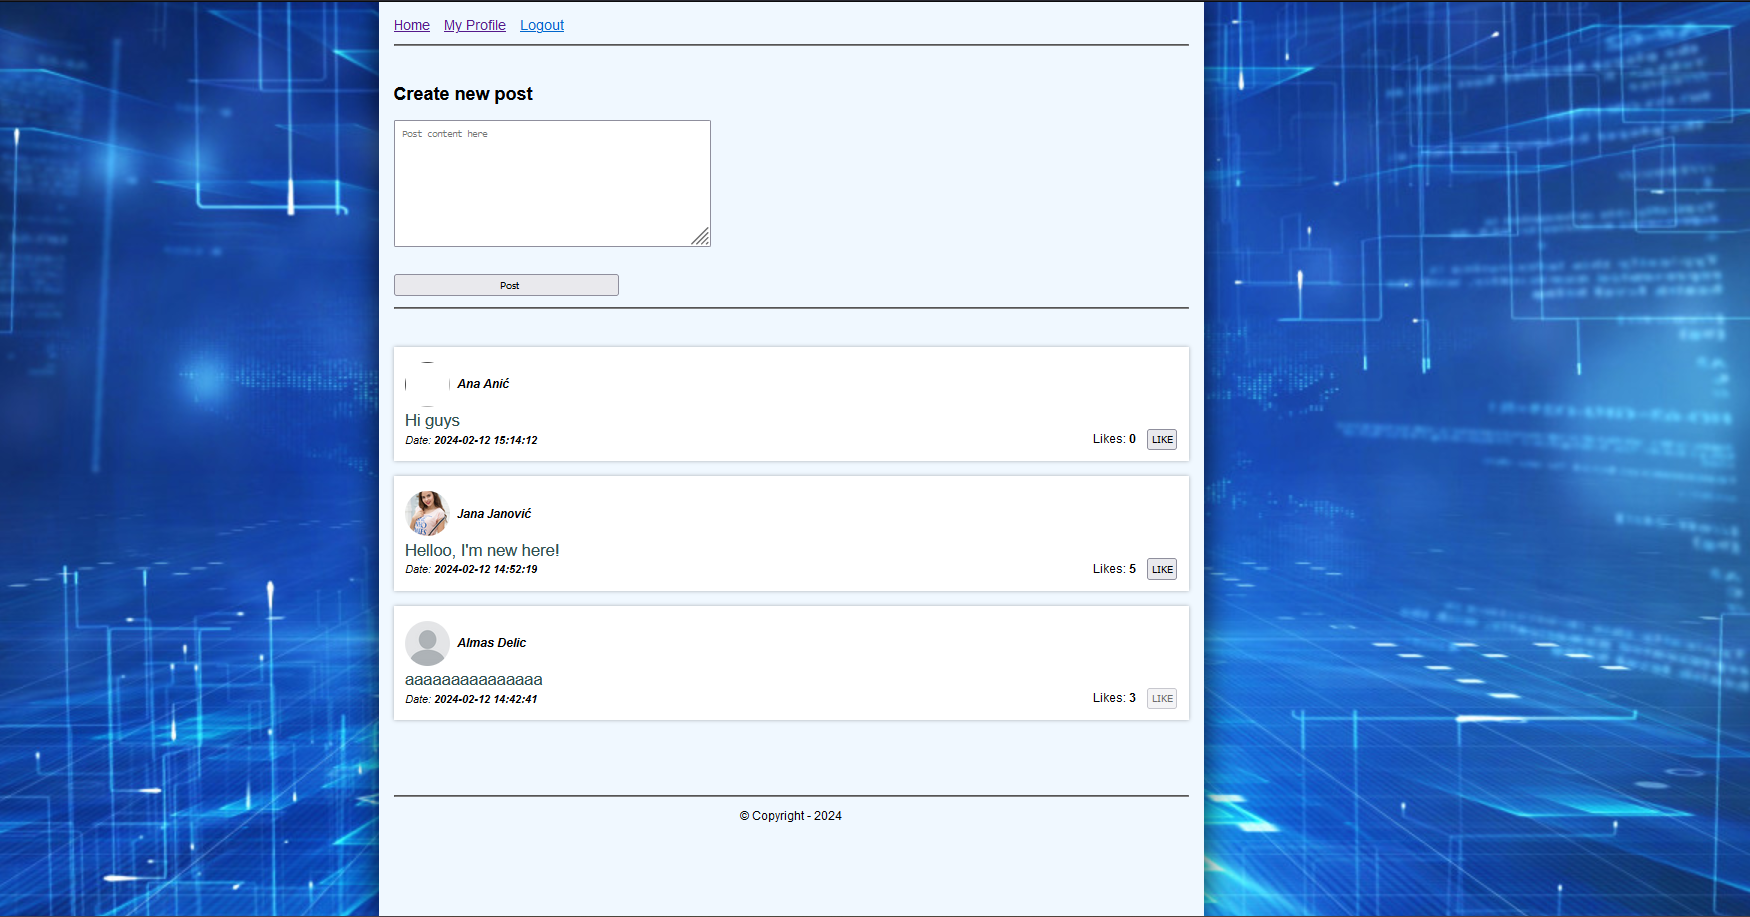 Home My Profile Logout
Create new post
Post content here
Post
Ana Anić
Hi guys
Date: 2024-02-12 15:14:12
Likes: 0 LIKE
Jana Janović
Helloo, I'm new here!
Date: 2024-02-12 14:52:19
Likes: 5 LIKE
Almas Delic
aaaaaaaaaaaaaaa
Date: 2024-02-12 14:42:41
Likes: 3 LIKE
© Copyright - 2024